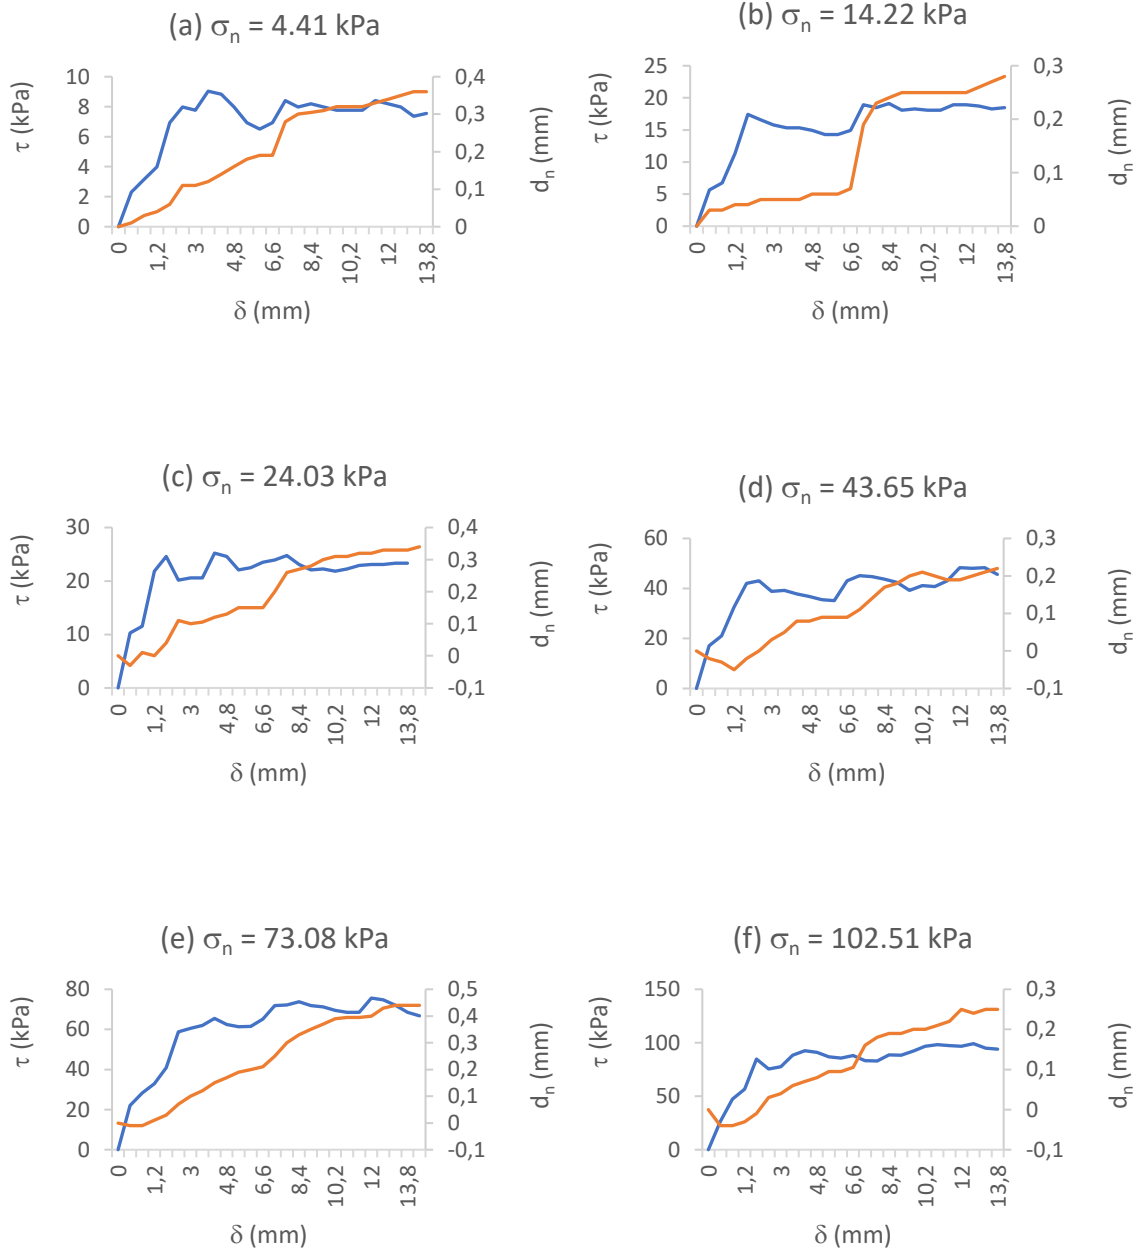 (a) σn = 4.41 kPa
τ (kPa)
10
8
6
4
2
0
0,4
0,3
0,2
0,1
0
dn (mm)
0 1,2 3 4,8 6,6 8,4 10,2 12 13,8
δ (mm)
(b) σn = 14.22 kPa
τ (kPa)
25
20
15
10
5
0
0,3
0,2
0,1
0
dn (mm)
0 1,2 3 4,8 6,6 8,4 10,2 12 13,8
δ (mm)
(c) σn = 24.03 kPa
τ (kPa)
30
20
10
0
0,4
0,3
0,2
0,1
0
-0,1
dn (mm)
0 1,2 3 4,8 6,6 8,4 10,2 12 13,8
δ (mm)
(d) σn = 43.65 kPa
τ (kPa)
60
40
20
0
0,3
0,2
0,1
0
-0,1
dn (mm)
0 1,2 3 4,8 6,6 8,4 10,2 12 13,8
δ (mm)
(e) σn = 73.08 kPa
τ (kPa)
80
60
40
20
0
0,5
0,4
0,3
0,2
0,1
0
-0,1
dn (mm)
0 1,2 3 4,8 6,6 8,4 10,2 12 13,8
δ (mm)
(f) σn = 102.51 kPa
τ (kPa)
150
100
50
0
0,3
0,2
0,1
0
-0,1
dn (mm)
0 1,2 3 4,8 6,6 8,4 10,2 12 13,8
δ (mm)